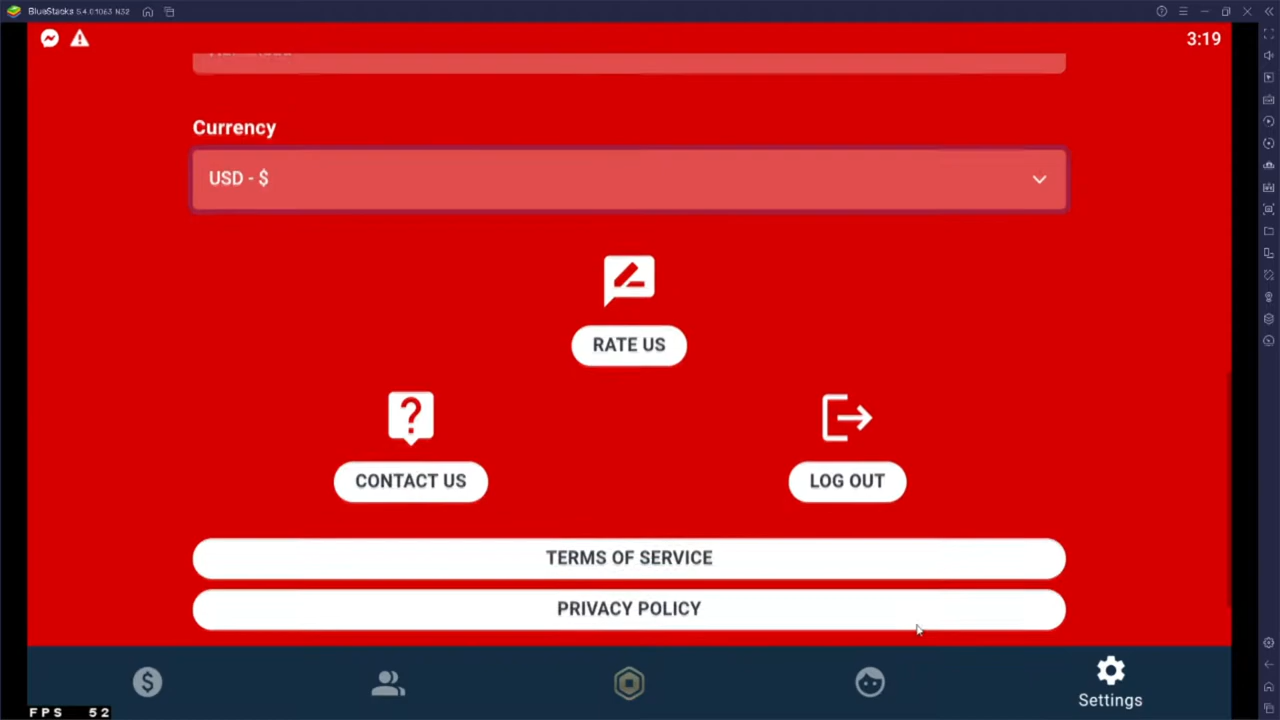 BlueStacks 5.4.0.1063 N32
3:19
Currency
USD - $
RATE US
CONTACT US
LOG OUT
TERMS OF SERVICE
PRIVACY POLICY
Settings
FPS 52